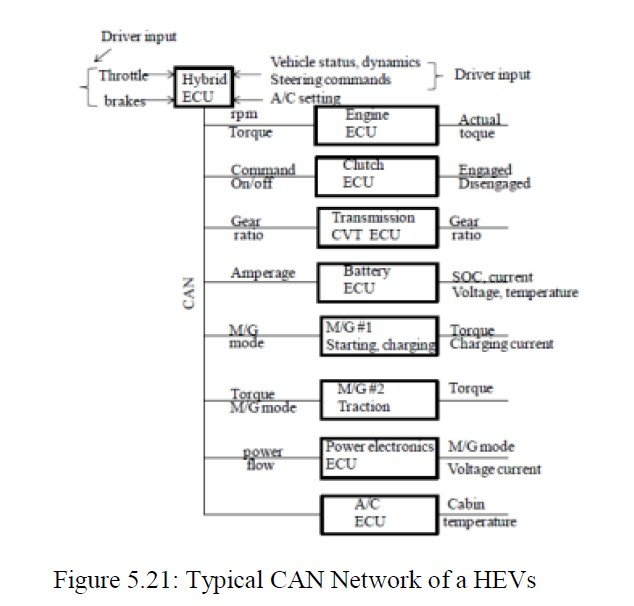 Driver input
Throttle
brakes
Hybrid
ECU
Vehicle status, dynamics
Steering commands
A/C setting
Driver input
rpm
Torque
Engine
ECU
Actual
toque
Command
On/off
Clutch
ECU
Engaged
Disengaged
Gear
ratio
Transmission
CVT ECU
Gear
ratio
CAN
Amperage
Battery
ECU
SOC, current
Voltage, temperature
M/G
mode
M/G #1
Starting, charging
Torque
Charging current
Torque
M/G mode
M/G #2
Traction
Torque
power
flow
Power electronics
ECU
M/G mode
Voltage current
A/C
ECU
Cabin
temperature
Figure 5.21: Typical CAN Network of a HEVs